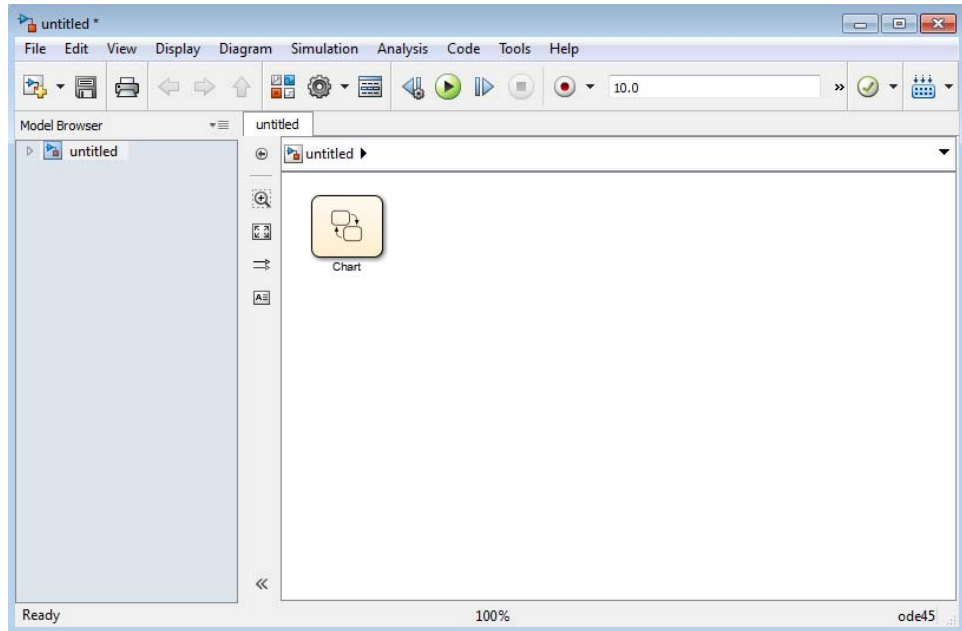 untitled *
File Edit View Display Diagram Simulation Analysis Code Tools Help
10.0 »
Model Browser
untitled
untitled
untitled
Chart
A
«
Ready 100% ode45